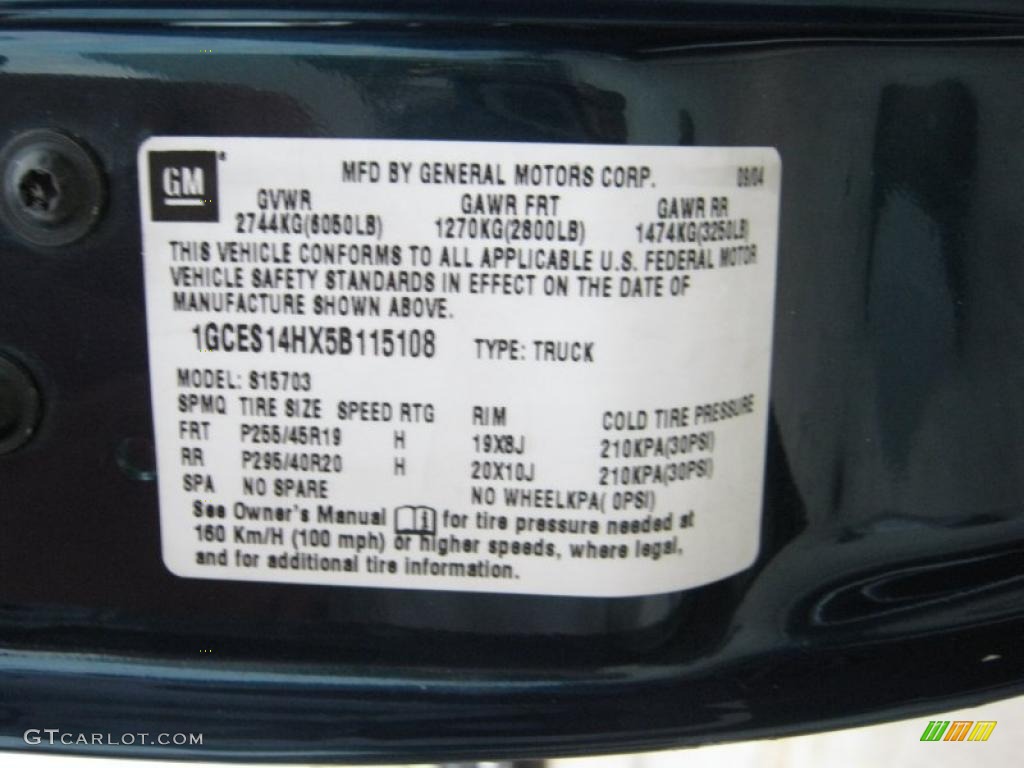 GM
MFD BY GENERAL MOTORS CORP. 09/04
GVWR GAWR FRT GAWR RR
2744KG(6050LB) 1270KG(2800LB) 1474KG(3250LB)
THIS VEHICLE CONFORMS TO ALL APPLICABLE U.S. FEDERAL MOTOR
VEHICLE SAFETY STANDARDS IN EFFECT ON THE DATE OF
MANUFACTURE SHOWN ABOVE.
1GCES14HX5B115108 TYPE: TRUCK
MODEL: S15703
SPMQ TIRE SIZE SPEED RTG RIM COLD TIRE PRESSURE
FRT P255/45R19 H 19X8J 210KPA(30PSI)
RR P295/40R20 H 20X10J 210KPA(30PSI)
SPA NO SPARE NO WHEELKPA( 0PSI)
See Owner's Manual for tire pressure needed at
160 Km/H (100 mph) or higher speeds, where legal,
and for additional tire information.
GTCARLOT.COM